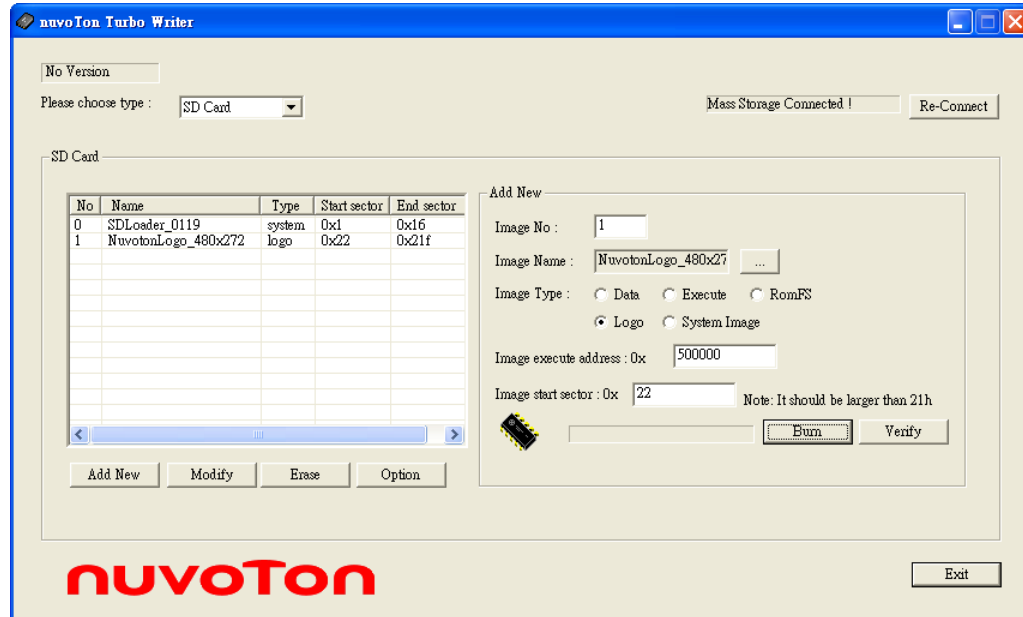 nuvoTon Turbo Writer
No Version
Please choose type :
SD Card
Mass Storage Connected !
Re-Connect
SD Card
No Name Type Start sector End sector
0 SDLoader_0119 system 0x1 0x16
1 NuvotonLogo_480x272 logo 0x22 0x21f
Add New Modify Erase Option
Add New
Image No : 1
Image Name : NuvotonLogo_480x27 ...
Image Type : Data Execute RomFS
Logo System Image
Image execute address : 0x 500000
Image start sector : 0x 22 Note: It should be larger than 21h
Burn Verify
nuvoTon
Exit